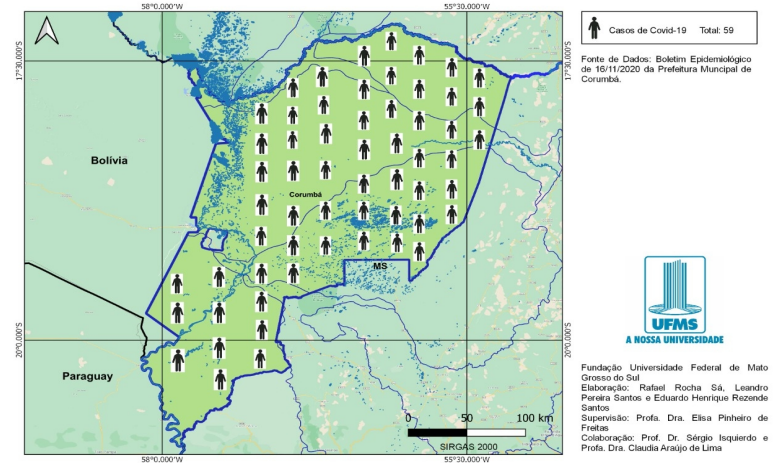 58°0.000'W
55°30.000'W
17°30.000'S
17°30.000'S
Bolívia
Corumbá
MS
20°0.000'S
20°0.000'S
Paraguay
0 50 100 km
SIRGAS 2000
58°0.000'W
55°30.000'W
Casos de Covid-19 Total: 59
Fonte de Dados: Boletim Epidemiológico
de 16/11/2020 da Prefeitura Muncipal de
Corumbá.
UFMS
A NOSSA UNIVERSIDADE
Fundação Universidade Federal de Mato
Grosso do Sul
Elaboração: Rafael Rocha Sá, Leandro
Pereira Santos e Eduardo Henrique Rezende
Santos
Supervisão: Profa. Dra. Elisa Pinheiro de
Freitas
Colaboração: Prof. Dr. Sérgio Isquierdo e
Profa. Dra. Claudia Araújo de Lima